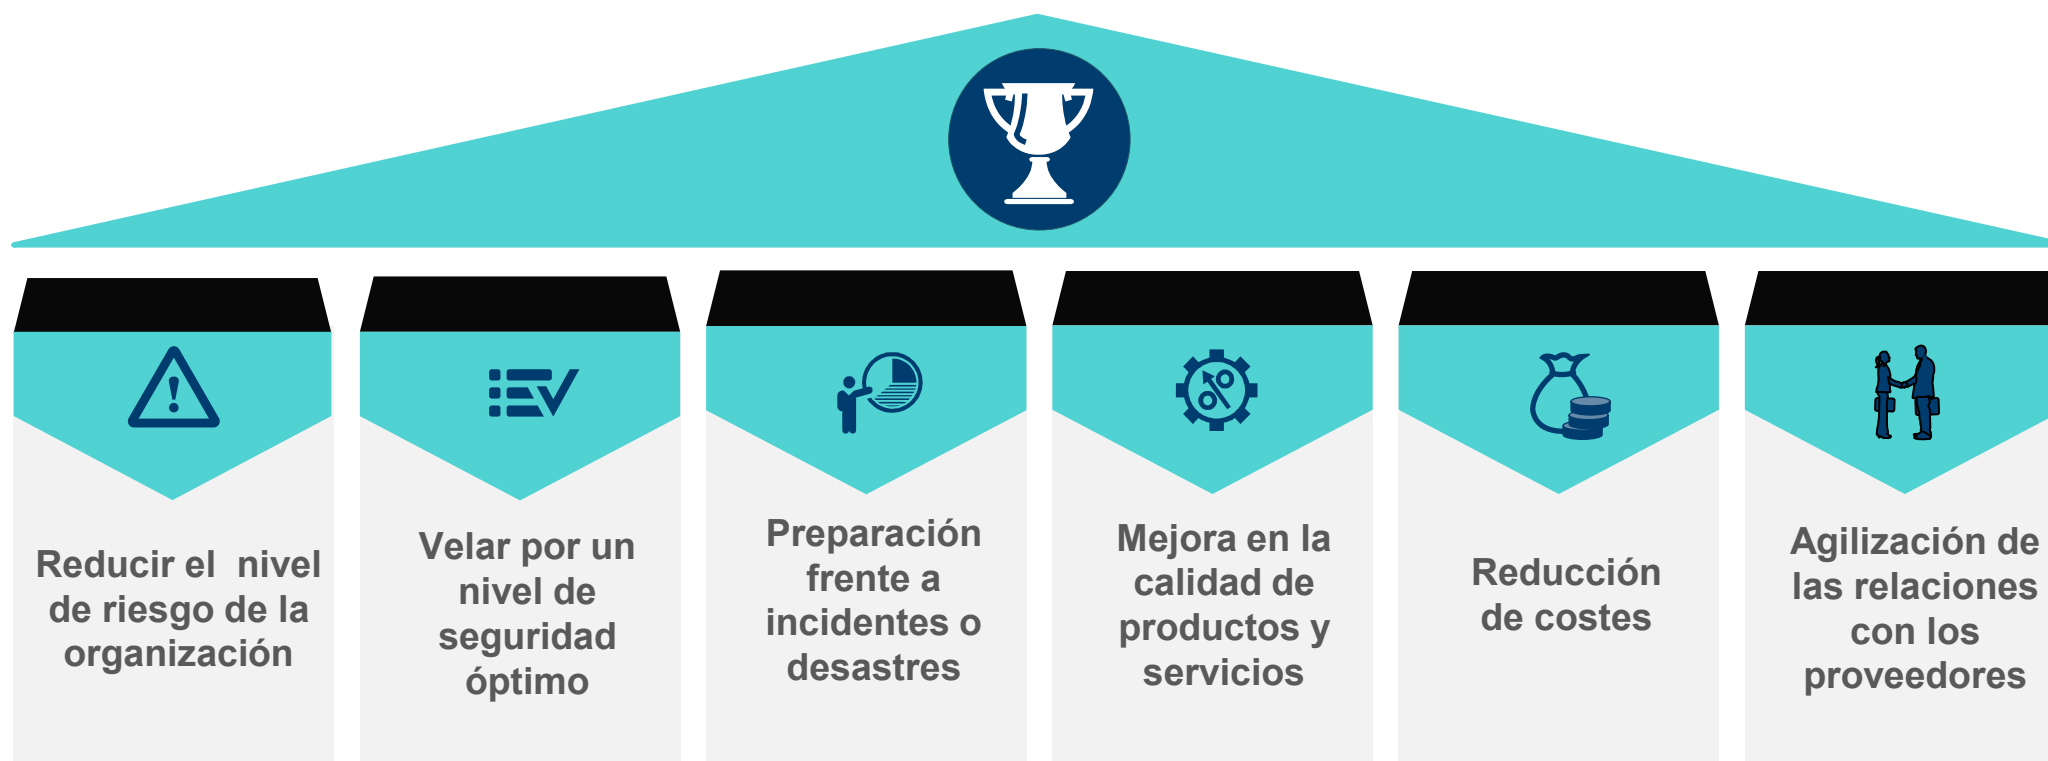 Reducir el  nivel
de riesgo de la
organización
Velar por un
nivel de
seguridad
óptimo
Preparación
frente a
incidentes o
desastres
Mejora en la
calidad de
productos y
servicios
Reducción
de costes
Agilización de
las relaciones
con los
proveedores